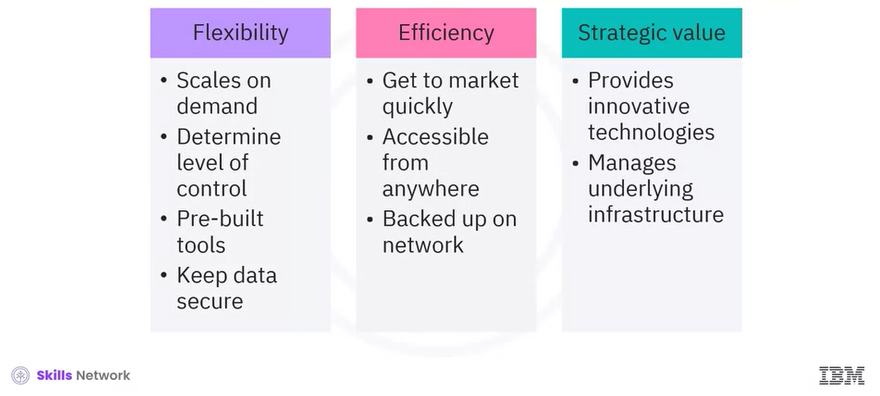 Flexibility
• Scales on
demand
• Determine
level of
control
• Pre-built
tools
• Keep data
secure
Efficiency
• Get to market
quickly
• Accessible
from
anywhere
• Backed up on
network
Strategic value
• Provides
innovative
technologies
• Manages
underlying
infrastructure
Skills Network
IBM